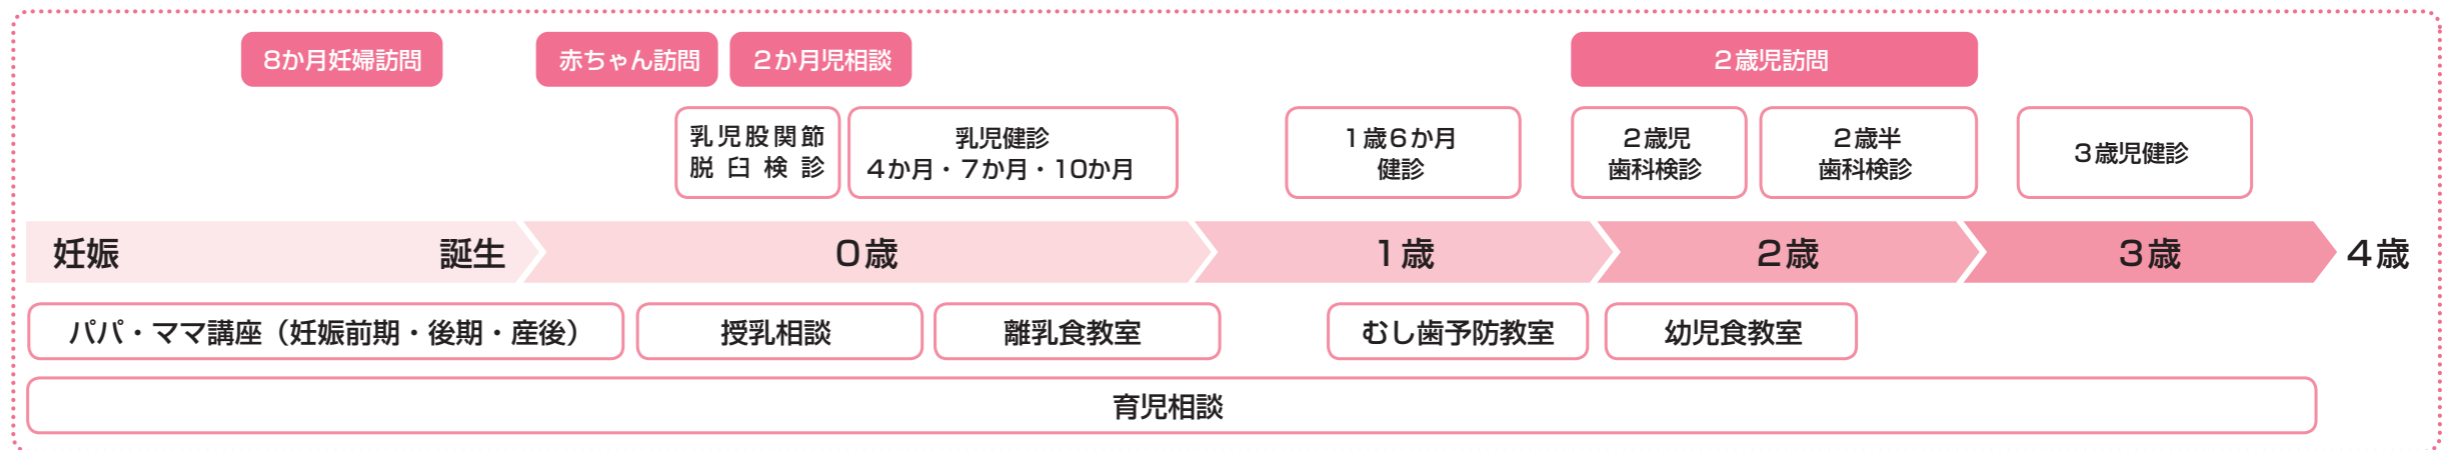 8か月妊婦訪問
赤ちゃん訪問
2か月児相談
2歳児訪問
乳児股関節
脱臼検診
乳児健診
4か月・7か月・10か月
1歳6か月
健診
2歳児
歯科検診
2歳半
歯科検診
3歳児健診
妊娠
誕生
0歳
1歳
2歳
3歳
4歳
パパ・ママ講座（妊娠前期・後期・産後）
授乳相談
離乳食教室
むし歯予防教室
幼児食教室
育児相談